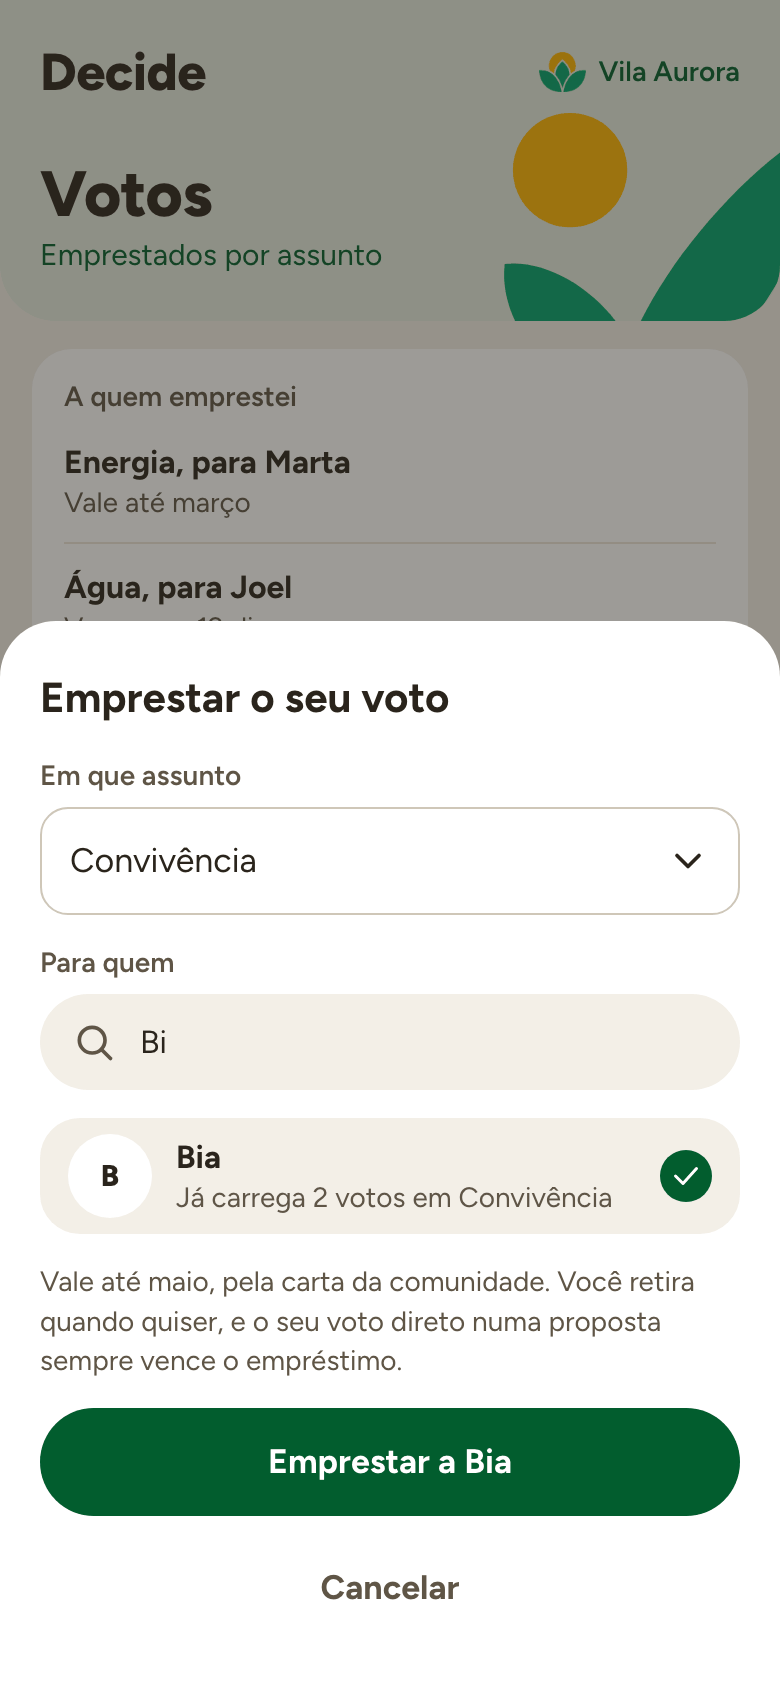 Decide
Vila Aurora
Votos
Emprestados por assunto
A quem emprestei
Energia, para Marta
Vale até março
Água, para Joel
Emprestar o seu voto
Em que assunto
Convivência
Para quem
Bi
B
Bia
Já carrega 2 votos em Convivência
Vale até maio, pela carta da comunidade. Você retira
quando quiser, e o seu voto direto numa proposta
sempre vence o empréstimo.
Emprestar a Bia
Cancelar